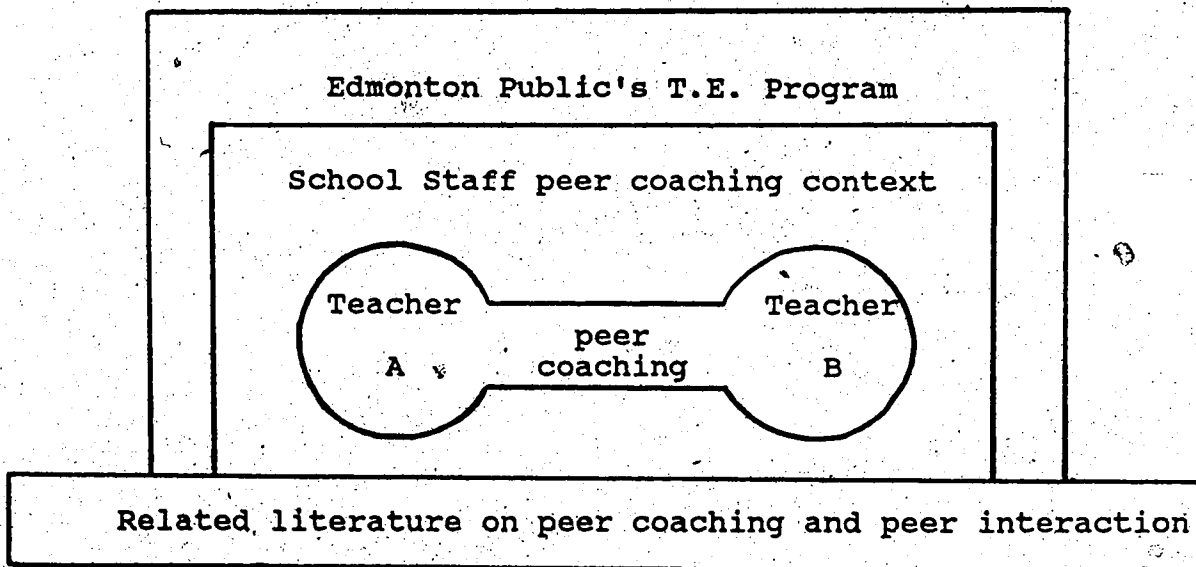 Edmonton Public's T.E. Program
School Staff peer coaching context
Teacher
A
peer
coaching
Teacher
B
Related literature on peer coaching and peer interaction